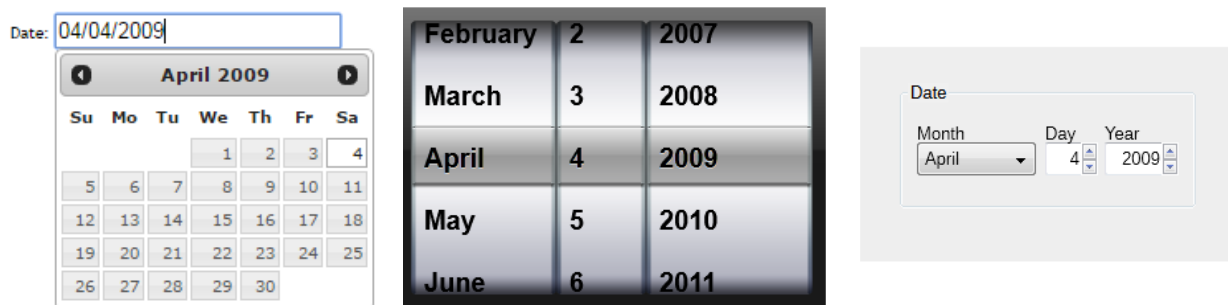 Date: 04/04/2009
April 2009
Su Mo Tu We Th Fr Sa
1 2 3 4
5 6 7 8 9 10 11
12 13 14 15 16 17 18
19 20 21 22 23 24 25
26 27 28 29 30
February 2 2007
March 3 2008
April 4 2009
May 5 2010
June 6 2011
Date
Month Day Year
April 4 2009